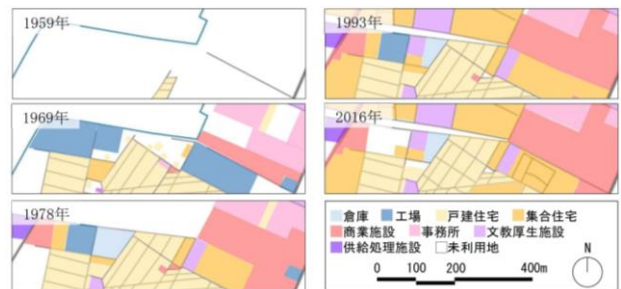 1959年
1969年
1978年
1993年
2016年
倉庫 工場 戸建住宅 集合住宅
商業施設 事務所 文教厚生施設
供給処理施設 未利用地
N
0 100 200 400m